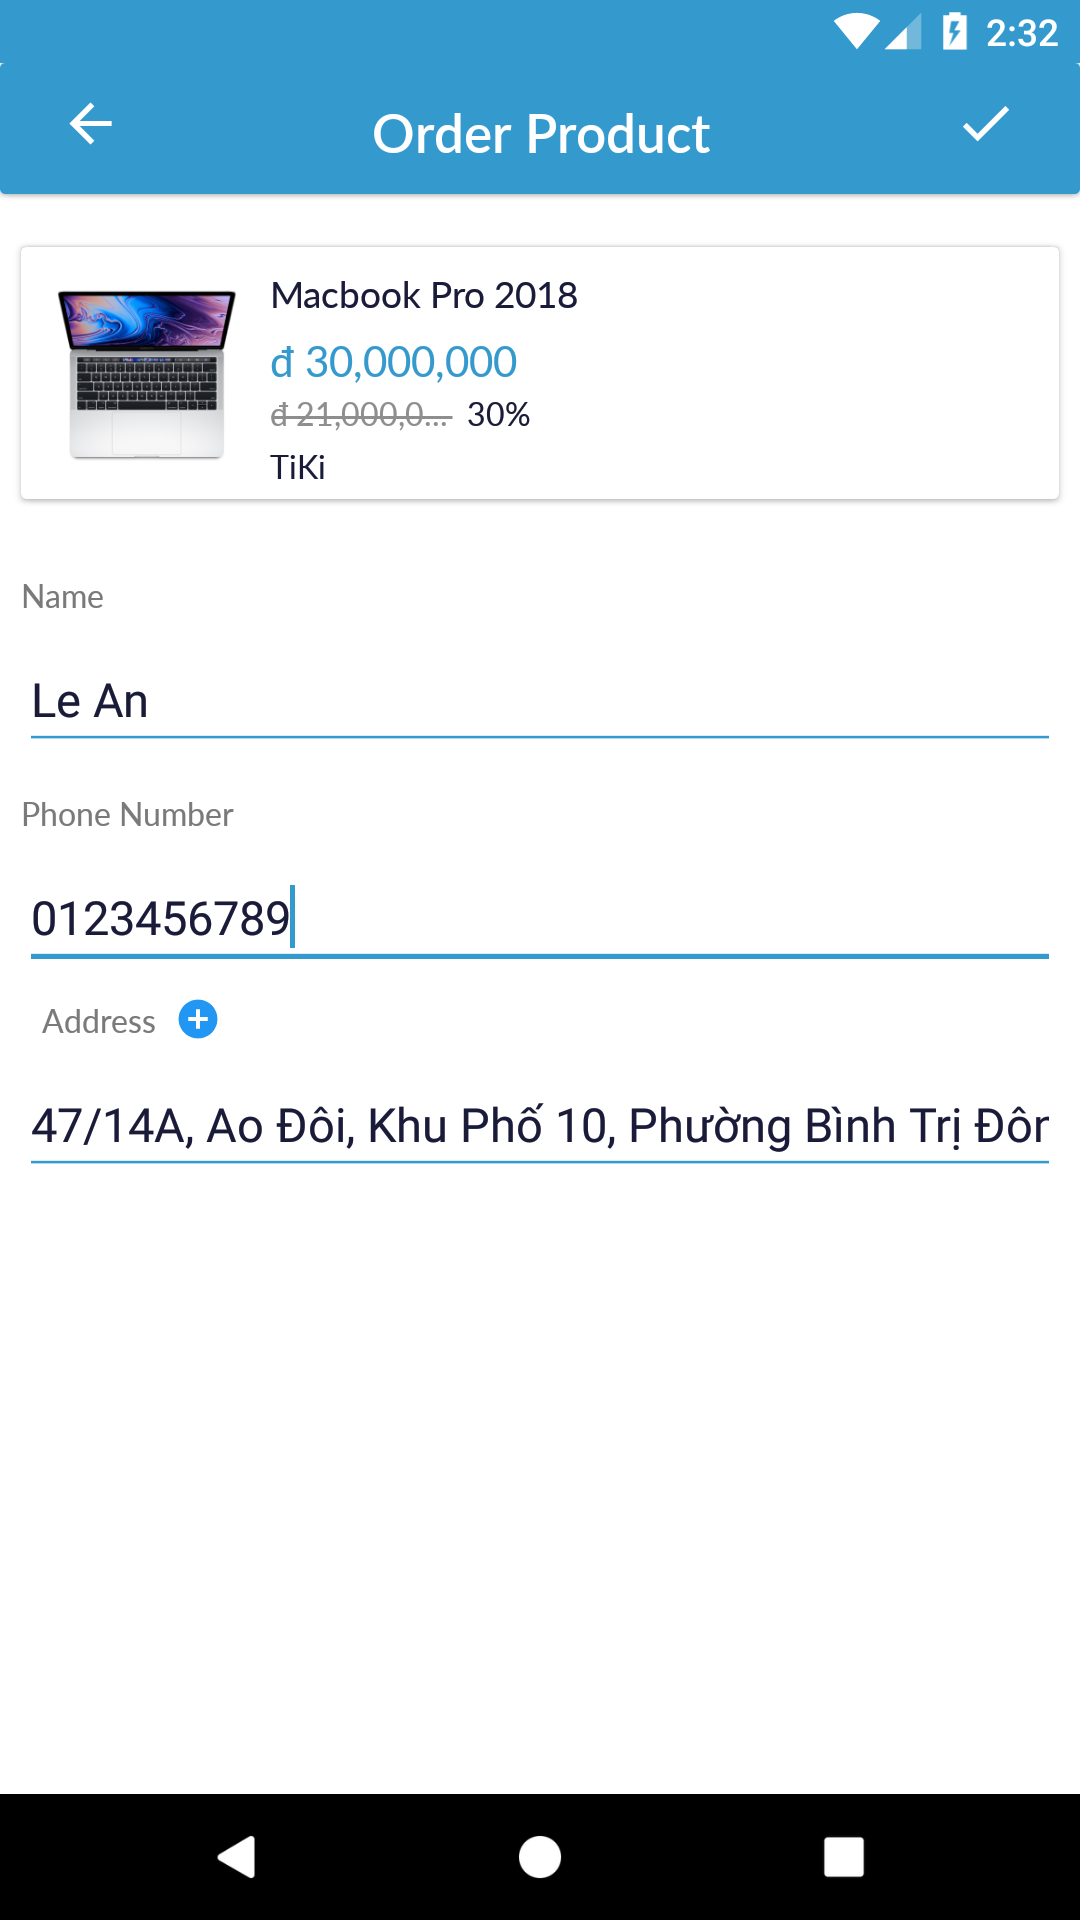 2:32
Order Product
Macbook Pro 2018
đ 30,000,000
đ 21,000,0... 30%
TiKi
Name
Le An
Phone Number
0123456789
Address
47/14A, Ao Đôi, Khu Phố 10, Phường Bình Trị